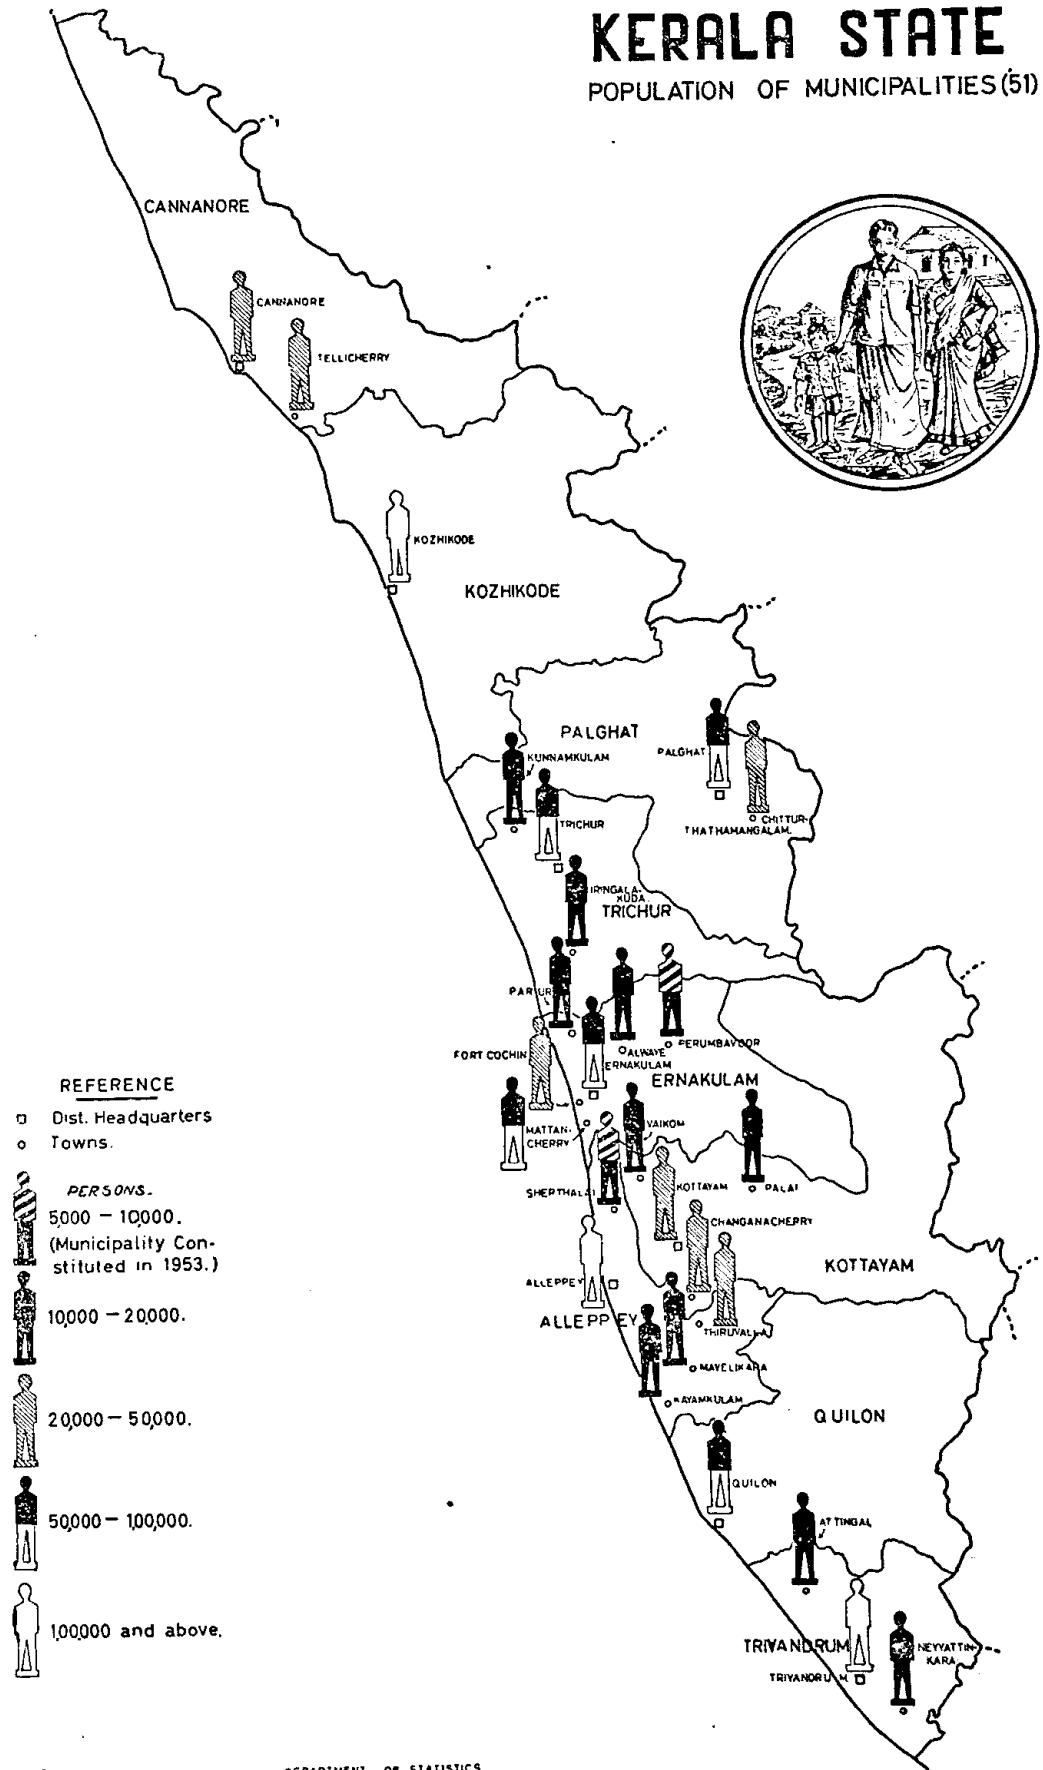 KERALA STATE
POPULATION OF MUNICIPALITIES (51)
CANNANORE
CANNANORE
TELLICHERRY
KOZHIKODE
KOZHIKODE
PALGHAT
PALGHAT
KUNNAMKULAM
TRICHUR
CHITTUR-
THATHAMANGALAM.
IRINGALA-
KUDA.
TRICHUR
PARUR
ALWAYE
PERUMBAVOOR
FORT COCHIN
ERNAKULAM
ERNAKULAM
MATTAN-
CHERRY
VAIKOM
SHERTHALAI
KOTTAYAM
PALAI
CHANGANACHERRY
ALLEPPEY
KOTTAYAM
ALLEPPEY
THIRUVALLA
MAVELIKARA
KAYAMKULAM
QUILON
QUILON
ATTINGAL
TRIVANDRUM
NEYYATTIN-
KARA.
TRIVANDRUM
REFERENCE
Dist. Headquarters
Towns.
PERSONS.
5,000 – 10,000.
(Municipality Con-
stituted in 1953.)
10,000 – 20,000.
20,000 – 50,000.
50,000 – 1,00,000.
1,00,000 and above.
DEPARTMENT OF STATISTICS